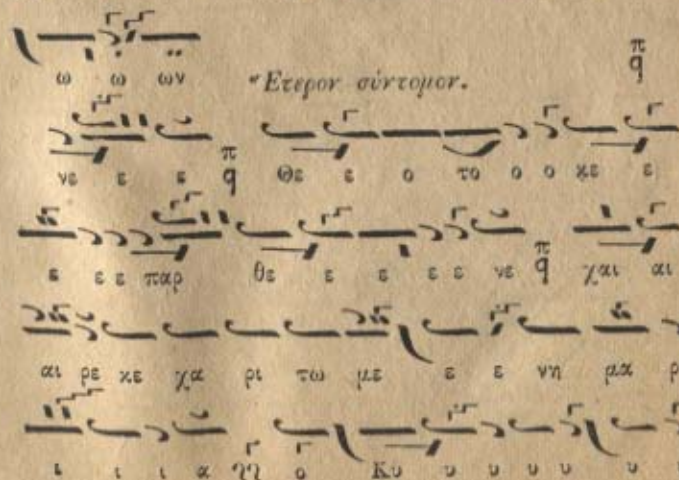 ω ω ων
Ἕτερον σύντομον.
π
q
νε ε ε π q Θε ε ο το ο ο κε ε
ε ε ε παρ θε ε ε ε ε νε π q χαι αι
αι ρε κε χα ρι τω με ε ε νη μα ρ
ι ι ι α ο Κυ υ υ υ υ υ υ